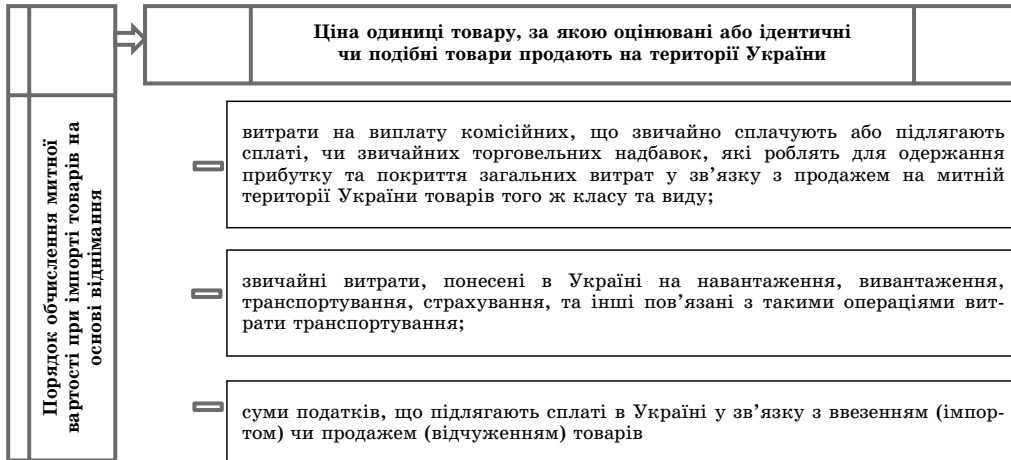 Ціна одиниці товару, за якою оцінювані або ідентичні
чи подібні товари продають на території України
Порядок обчислення митної
вартості при імпорті товарів на
основі віднімання
витрати на виплату комісійних, що звичайно сплачують або підлягають
сплаті, чи звичайних торговельних надбавок, які роблять для одержання
прибутку та покриття загальних витрат у зв’язку з продажем на митній
території України товарів того ж класу та виду;
звичайні витрати, понесені в Україні на навантаження, вивантаження,
транспортування, страхування, та інші пов’язані з такими операціями вит-
рати транспортування;
суми податків, що підлягають сплаті в Україні у зв’язку з ввезенням (імпор-
том) чи продажем (відчуженням) товарів